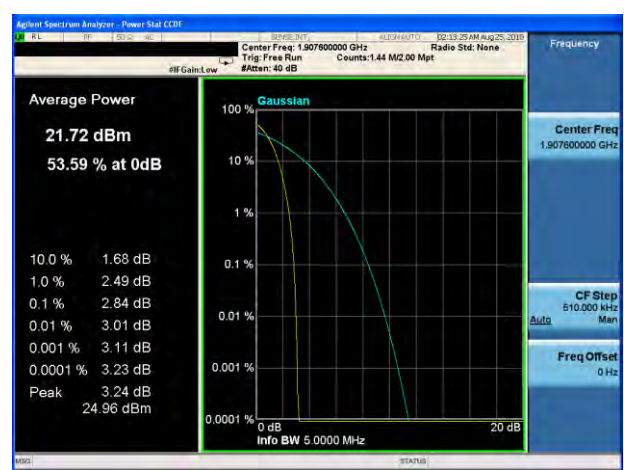 Agilent Spectrum Analyzer - Power Stat CCDF
RL RF 50 Ω AC SENSE:INT ALIGN AUTO 02:13:25 AM Aug 25, 2019
Center Freq: 1.907600000 GHz Radio Std: None
Trig: Free Run Counts:1.44 M/2.00 Mpt
#IFGain:Low #Atten: 40 dB
Frequency
Average Power
21.72 dBm
53.59 % at 0dB
10.0 % 1.68 dB
1.0 % 2.49 dB
0.1 % 2.84 dB
0.01 % 3.01 dB
0.001 % 3.11 dB
0.0001 % 3.23 dB
Peak 3.24 dB
24.96 dBm
Gaussian
100 %
10 %
1 %
0.1 %
0.01 %
0.001 %
0.0001 %
0 dB 20 dB
Info BW 5.0000 MHz
Center Freq
1.907600000 GHz
CF Step
510.000 kHz
Auto Man
Freq Offset
0 Hz
MSG STATUS